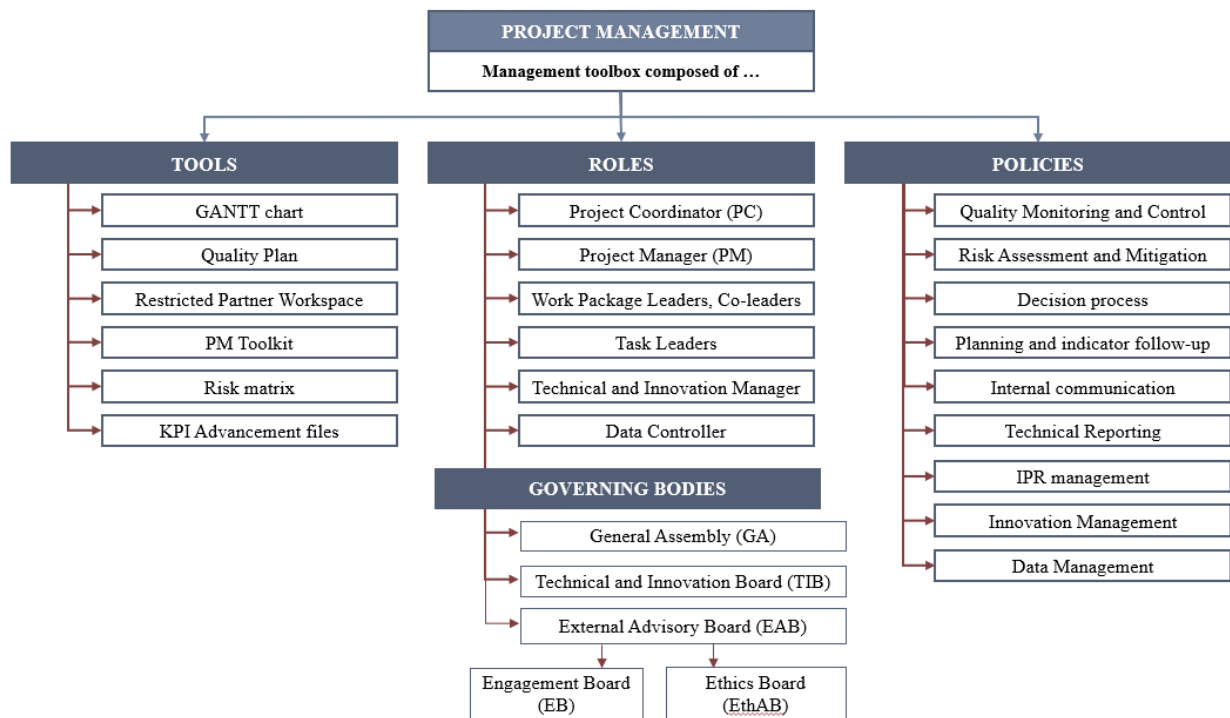 PROJECT MANAGEMENT
Management toolbox composed of …
TOOLS
GANTT chart
Quality Plan
Restricted Partner Workspace
PM Toolkit
Risk matrix
KPI Advancement files
ROLES
Project Coordinator (PC)
Project Manager (PM)
Work Package Leaders, Co-leaders
Task Leaders
Technical and Innovation Manager
Data Controller
GOVERNING BODIES
General Assembly (GA)
Technical and Innovation Board (TIB)
External Advisory Board (EAB)
Engagement Board
(EB)
Ethics Board
(EthAB)
POLICIES
Quality Monitoring and Control
Risk Assessment and Mitigation
Decision process
Planning and indicator follow-up
Internal communication
Technical Reporting
IPR management
Innovation Management
Data Management